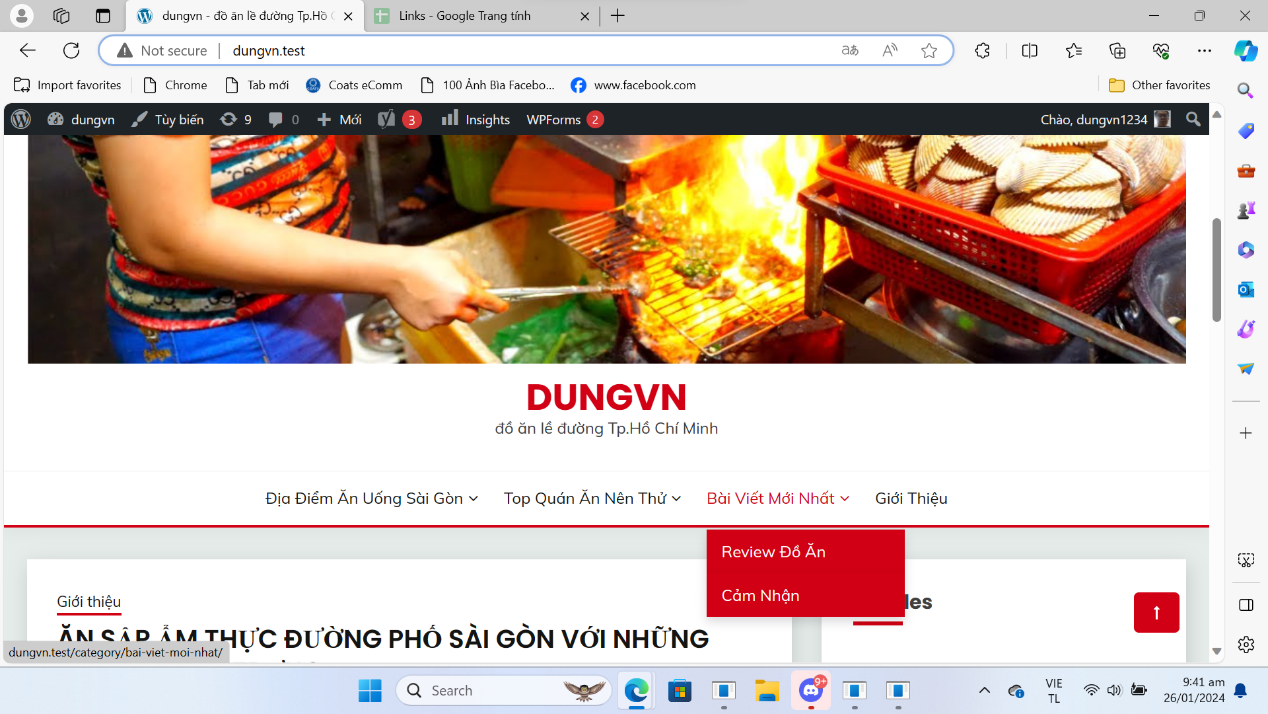 dungvn - đồ ăn lề đường Tp.Hồ C
Links - Google Trang tính
Not secure
dungvn.test
Import favorites
Chrome
Tab mới
Coats eComm
100 Ảnh Bìa Facebo...
www.facebook.com
Other favorites
dungvn
Tùy biến
9
0
Mới
3
Insights
WPForms 2
Chào, dungvn1234
DUNGVN
đồ ăn lề đường Tp.Hồ Chí Minh
Địa Điểm Ăn Uống Sài Gòn
Top Quán Ăn Nên Thử
Bài Viết Mới Nhất
Giới Thiệu
Review Đồ Ăn
Cảm Nhận
Giới thiệu
les
ĂN SẬP ẨM THỰC ĐƯỜNG PHỐ SÀI GÒN VỚI NHỮNG
dungvn.test/category/bai-viet-moi-nhat/
Search
9+
VIE
TL
9:41 am
26/01/2024